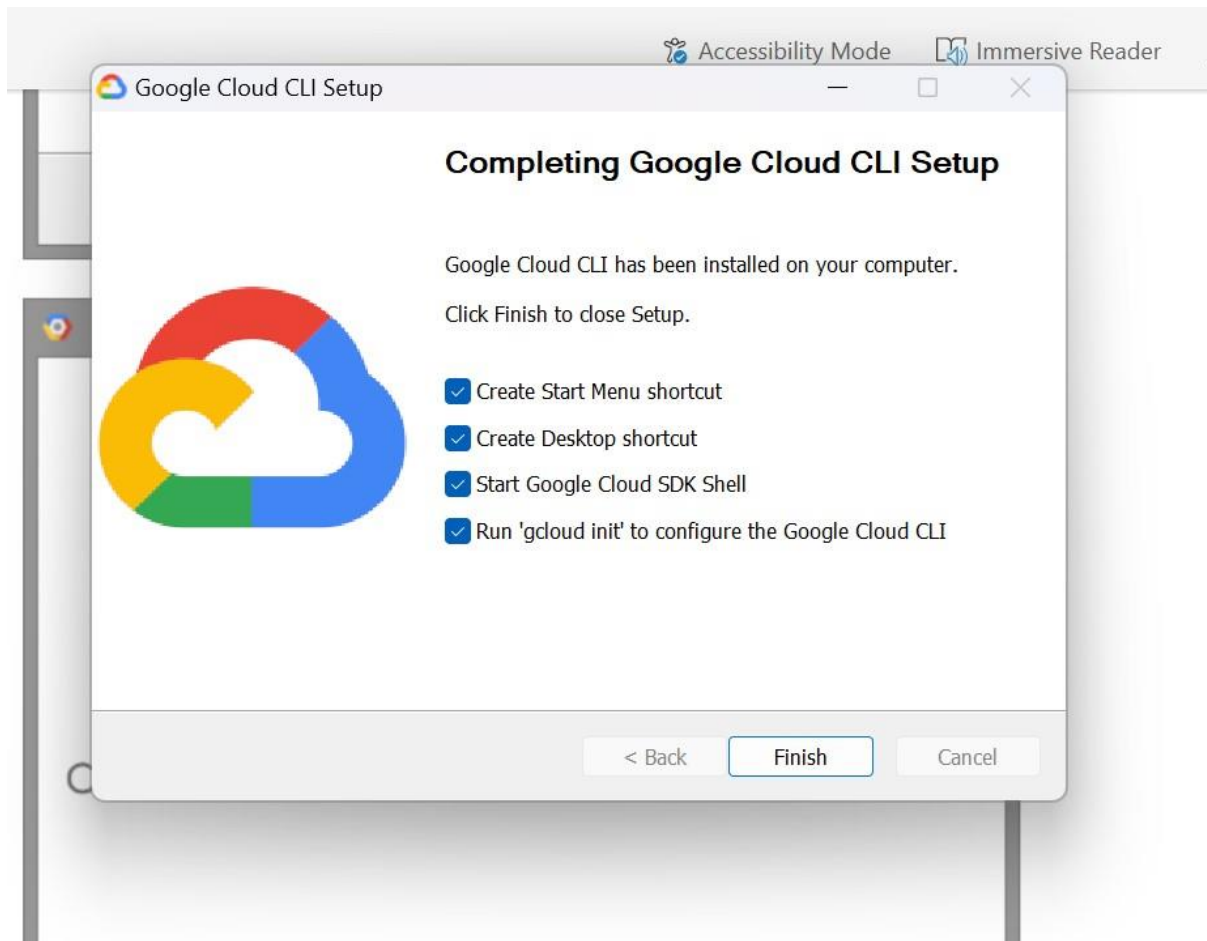 Accessibility Mode Immersive Reader
Google Cloud CLI Setup
Completing Google Cloud CLI Setup
Google Cloud CLI has been installed on your computer.
Click Finish to close Setup.
Create Start Menu shortcut
Create Desktop shortcut
Start Google Cloud SDK Shell
Run 'gcloud init' to configure the Google Cloud CLI
< Back Finish Cancel